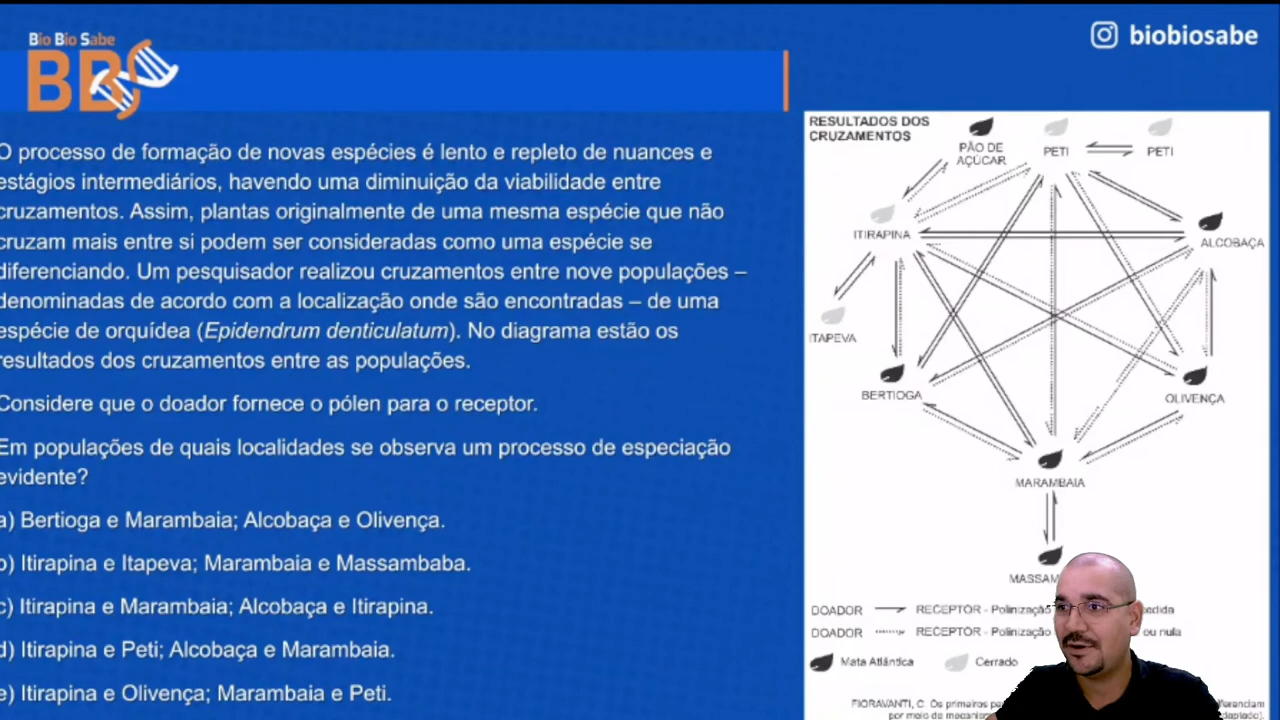 Bio Bio Sabe
BBS
biobiosabe
O processo de formação de novas espécies é lento e repleto de nuances e
estágios intermediários, havendo uma diminuição da viabilidade entre
cruzamentos. Assim, plantas originalmente de uma mesma espécie que não
cruzam mais entre si podem ser consideradas como uma espécie se
diferenciando. Um pesquisador realizou cruzamentos entre nove populações –
denominadas de acordo com a localização onde são encontradas – de uma
espécie de orquídea (Epidendrum denticulatum). No diagrama estão os
resultados dos cruzamentos entre as populações.
Considere que o doador fornece o pólen para o receptor.
Em populações de quais localidades se observa um processo de especiação
evidente?
a) Bertioga e Marambaia; Alcobaça e Olivença.
b) Itirapina e Itapeva; Marambaia e Massambaba.
c) Itirapina e Marambaia; Alcobaça e Itirapina.
d) Itirapina e Peti; Alcobaça e Marambaia.
e) Itirapina e Olivença; Marambaia e Peti.
RESULTADOS DOS
CRUZAMENTOS
PÃO DE
AÇÚCAR
PETI
PETI
ITIRAPINA
ALCOBAÇA
ITAPEVA
BERTIOGA
OLIVENÇA
MARAMBAIA
MASSAM
DOADOR RECEPTOR - Polinização
DOADOR RECEPTOR - Polinização ou nula
Mata Atlântica Cerrado
FIORAVANTI, C. Os primeiros
por meio de